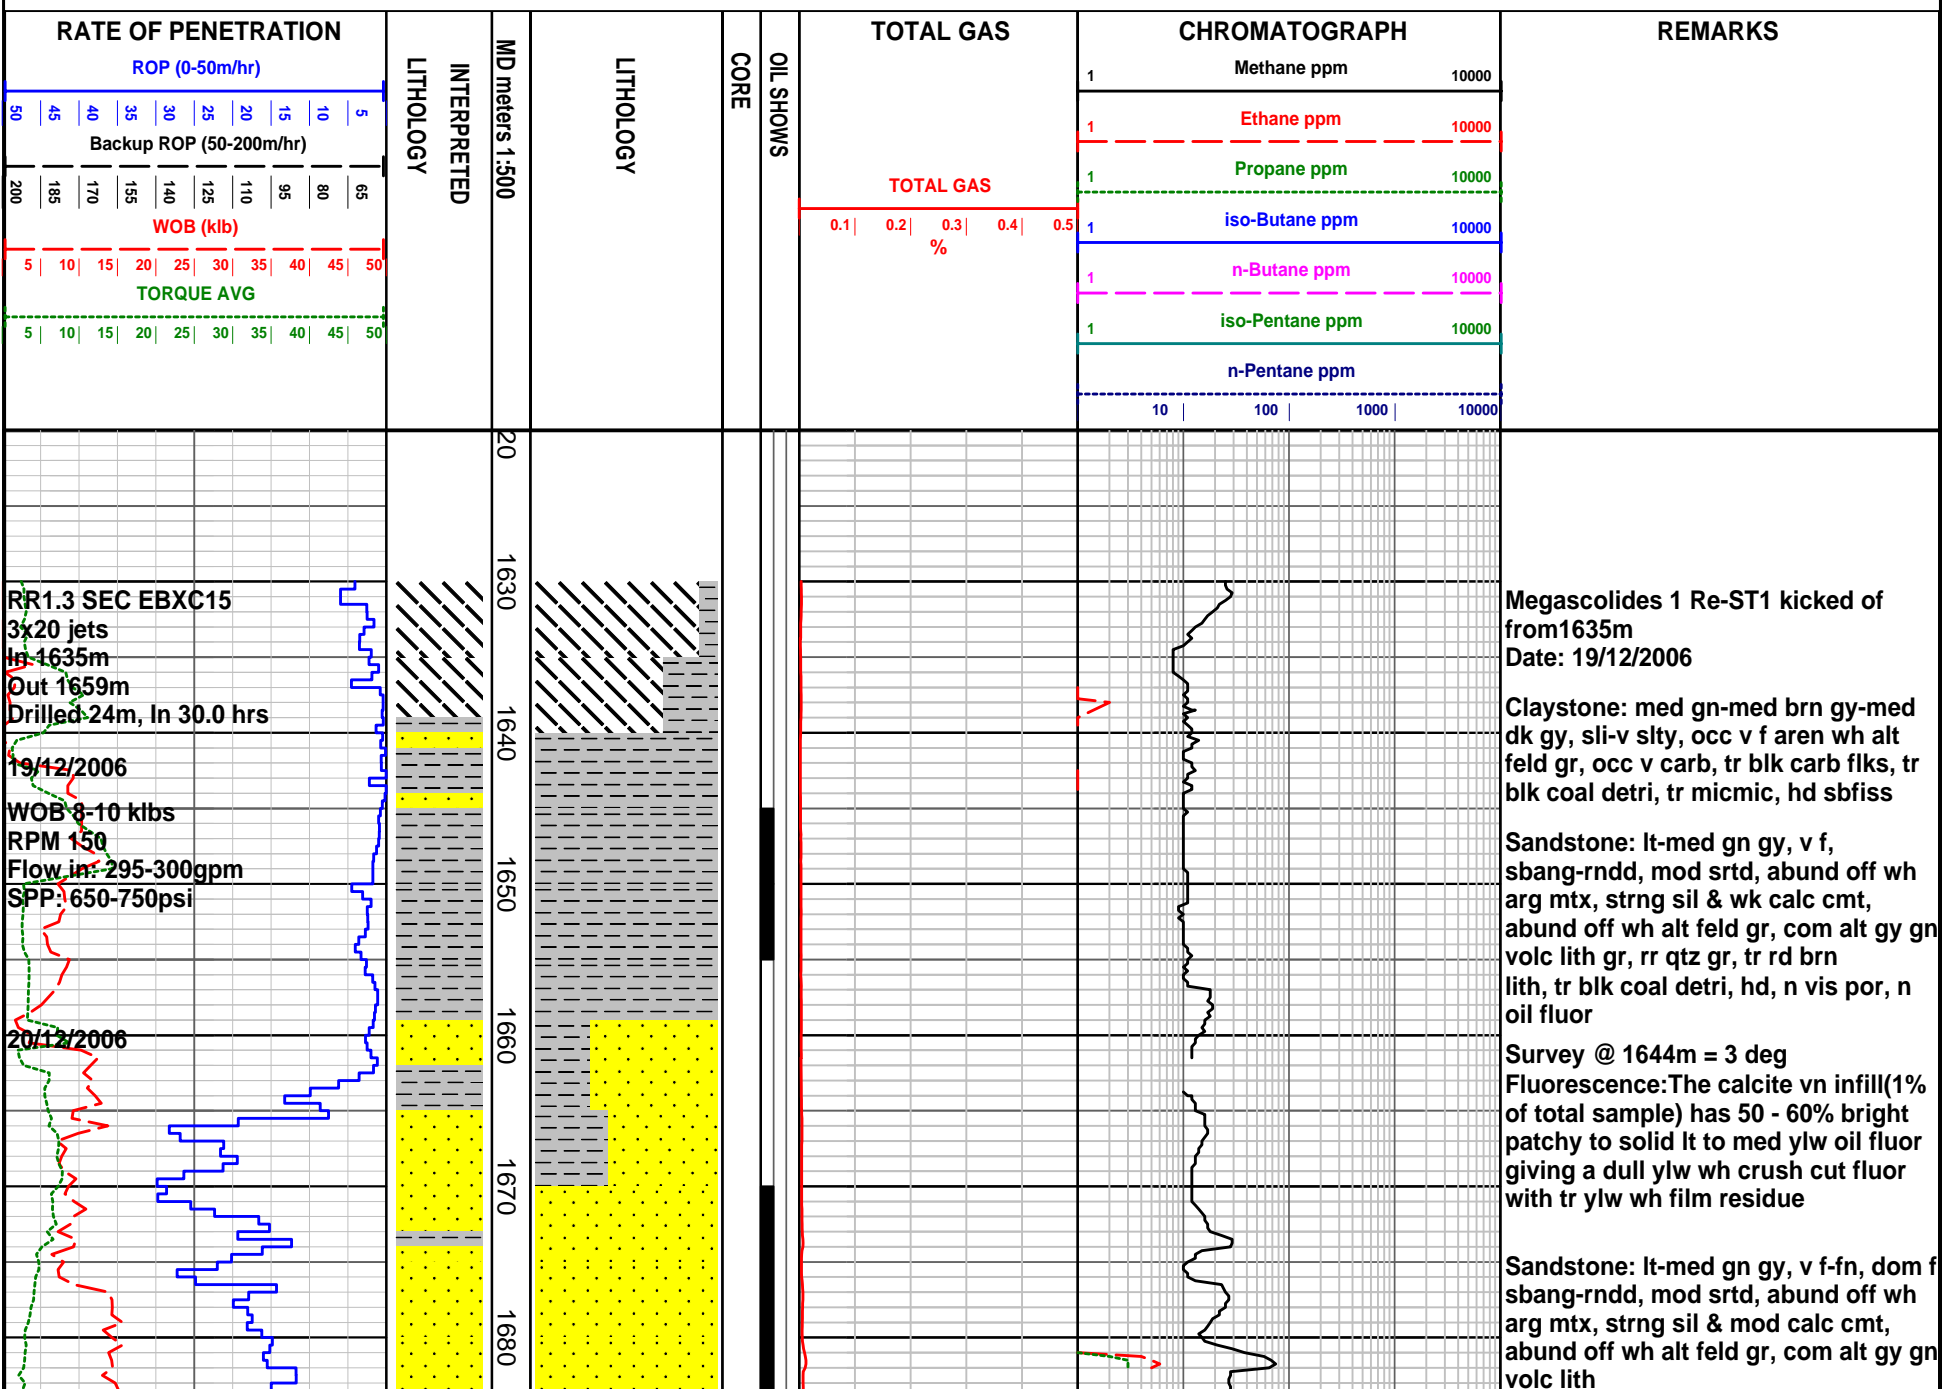 RATE OF PENETRATION
ROP (0-50m/hr)
50 45 40 35 30 25 20 15 10 5
Backup ROP (50-200m/hr)
200 185 170 155 140 125 110 95 80 65
WOB (klb)
5 10 15 20 25 30 35 40 45 50
TORQUE AVG
5 10 15 20 25 30 35 40 45 50
INTERPRETED
LITHOLOGY
MD meters 1:500
LITHOLOGY
CORE
OIL SHOWS
TOTAL GAS
TOTAL GAS
0.1 0.2 0.3 0.4 0.5
%
CHROMATOGRAPH
1 Methane ppm 10000
1 Ethane ppm 10000
1 Propane ppm 10000
1 iso-Butane ppm 10000
1 n-Butane ppm 10000
1 iso-Pentane ppm 10000
n-Pentane ppm
10 100 1000 10000
REMARKS
20
1630
1640
1650
1660
1670
1680
RR1.3 SEC EBXC15
3x20 jets
In 1635m
Out 1659m
Drilled 24m, In 30.0 hrs
19/12/2006
WOB 8-10 klbs
RPM 150
Flow in: 295-300gpm
SPP: 650-750psi
20/12/2006
Megascolides 1 Re-ST1 kicked of
from1635m
Date: 19/12/2006
Claystone: med gn-med brn gy-med
dk gy, sli-v slty, occ v f aren wh alt
feld gr, occ v carb, tr blk carb flks, tr
blk coal detri, tr micmic, hd sbfiss
Sandstone: lt-med gn gy, v f,
sbang-rndd, mod srtd, abund off wh
arg mtx, strng sil & wk calc cmt,
abund off wh alt feld gr, com alt gy gn
volc lith gr, rr qtz gr, tr rd brn
lith, tr blk coal detri, hd, n vis por, n
oil fluor
Survey @ 1644m = 3 deg
Fluorescence:The calcite vn infill(1%
of total sample) has 50 - 60% bright
patchy to solid lt to med ylw oil fluor
giving a dull ylw wh crush cut fluor
with tr ylw wh film residue
Sandstone: lt-med gn gy, v f-fn, dom f
sbang-rndd, mod srtd, abund off wh
arg mtx, strng sil & mod calc cmt,
abund off wh alt feld gr, com alt gy gn
volc lith